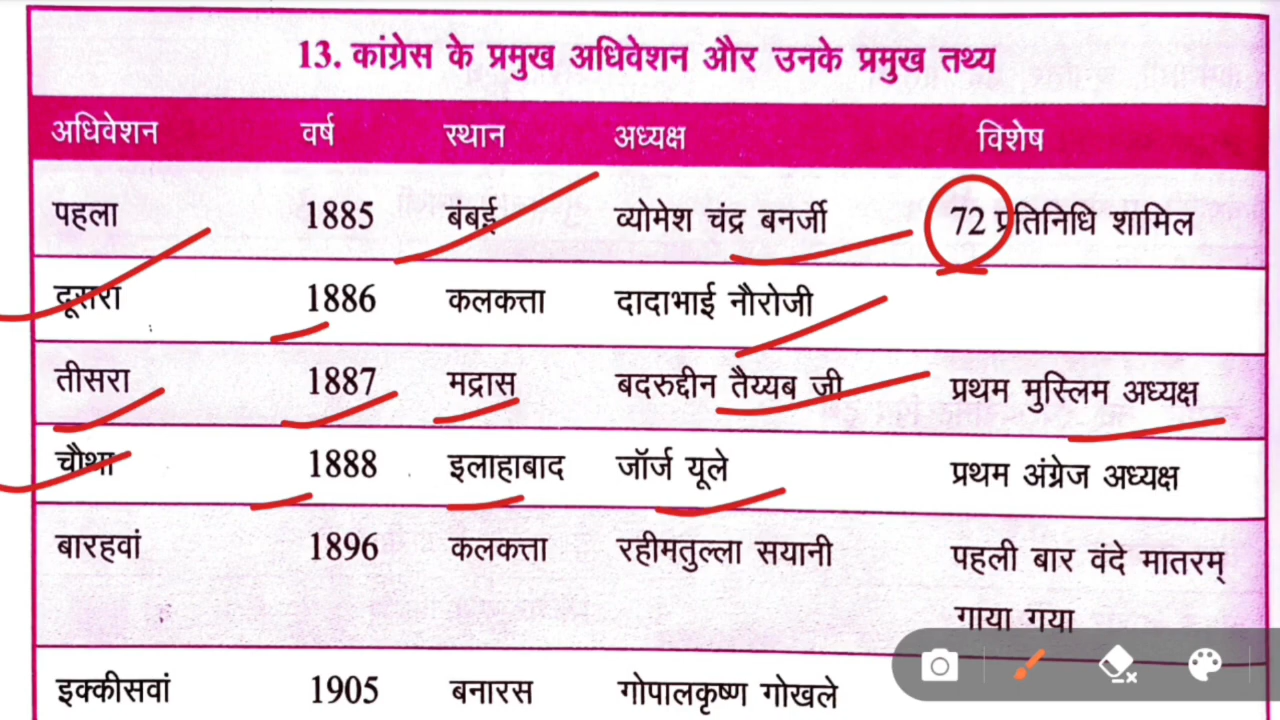 13. कांग्रेस के प्रमुख अधिवेशन और उनके प्रमुख तथ्य
अधिवेशन वर्ष स्थान अध्यक्ष विशेष
पहला 1885 बंबई व्योमेश चंद्र बनर्जी 72 प्रतिनिधि शामिल
दूसरा 1886 कलकत्ता दादाभाई नौरोजी
तीसरा 1887 मद्रास बदरुद्दीन तैय्यब जी प्रथम मुस्लिम अध्यक्ष
चौथा 1888 इलाहाबाद जॉर्ज यूले प्रथम अंग्रेज अध्यक्ष
बारहवां 1896 कलकत्ता रहीमतुल्ला सयानी पहली बार वंदे मातरम्
गाया गया
इक्कीसवां 1905 बनारस गोपालकृष्ण गोखले